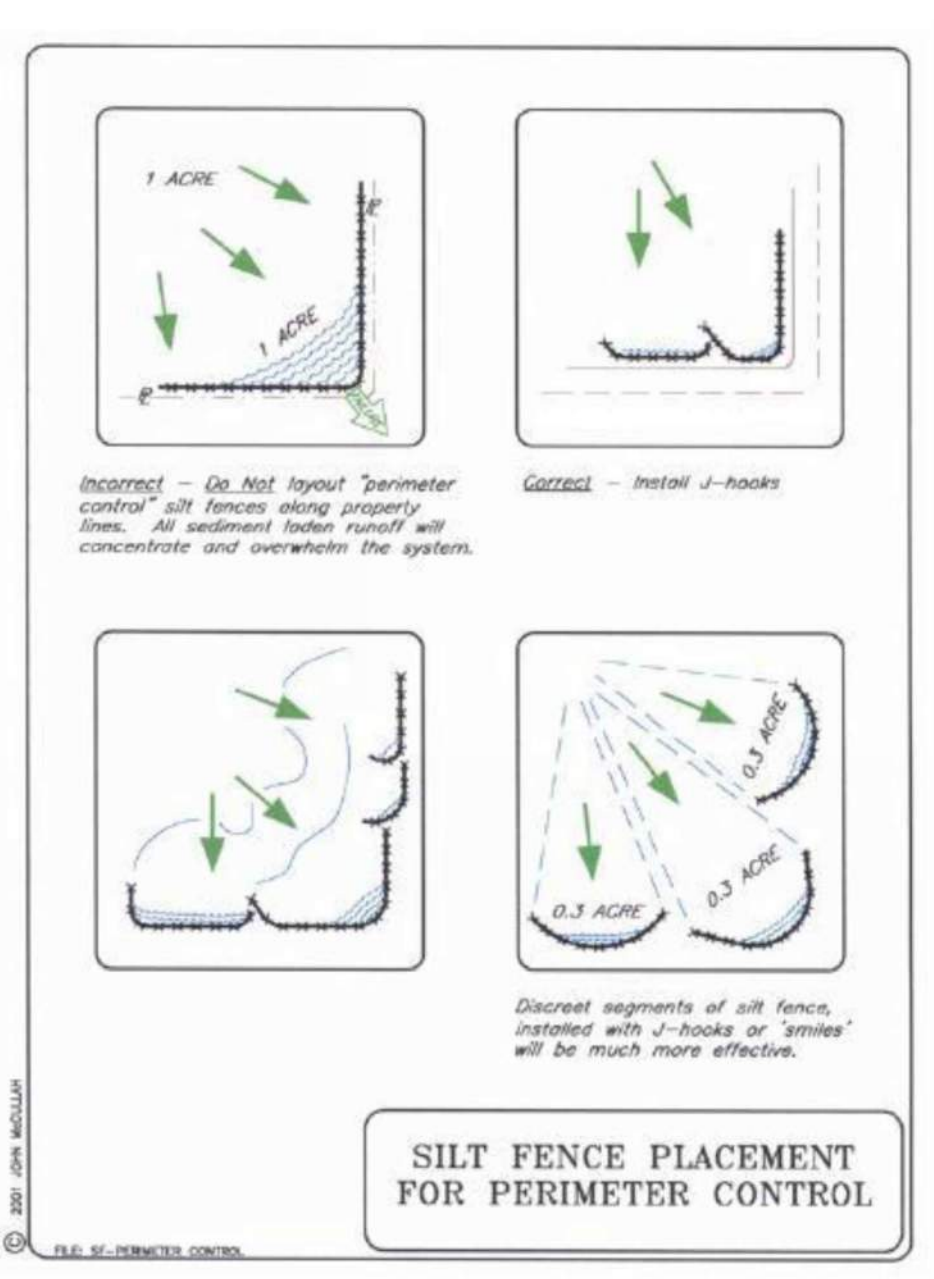 1 ACRE
1 ACRE
Incorrect - Do Not layout "perimeter
control" silt fences along property
lines. All sediment laden runoff will
concentrate and overwhelm the system.
Correct - Install J-hooks
0.3 ACRE
0.3 ACRE
0.3 ACRE
Discreet segments of silt fence,
installed with J-hooks or 'smiles'
will be much more effective.
SILT FENCE PLACEMENT
FOR PERIMETER CONTROL
© 2001 JOHN McCULLAH
FILE: SF-PERIMETER CONTROL